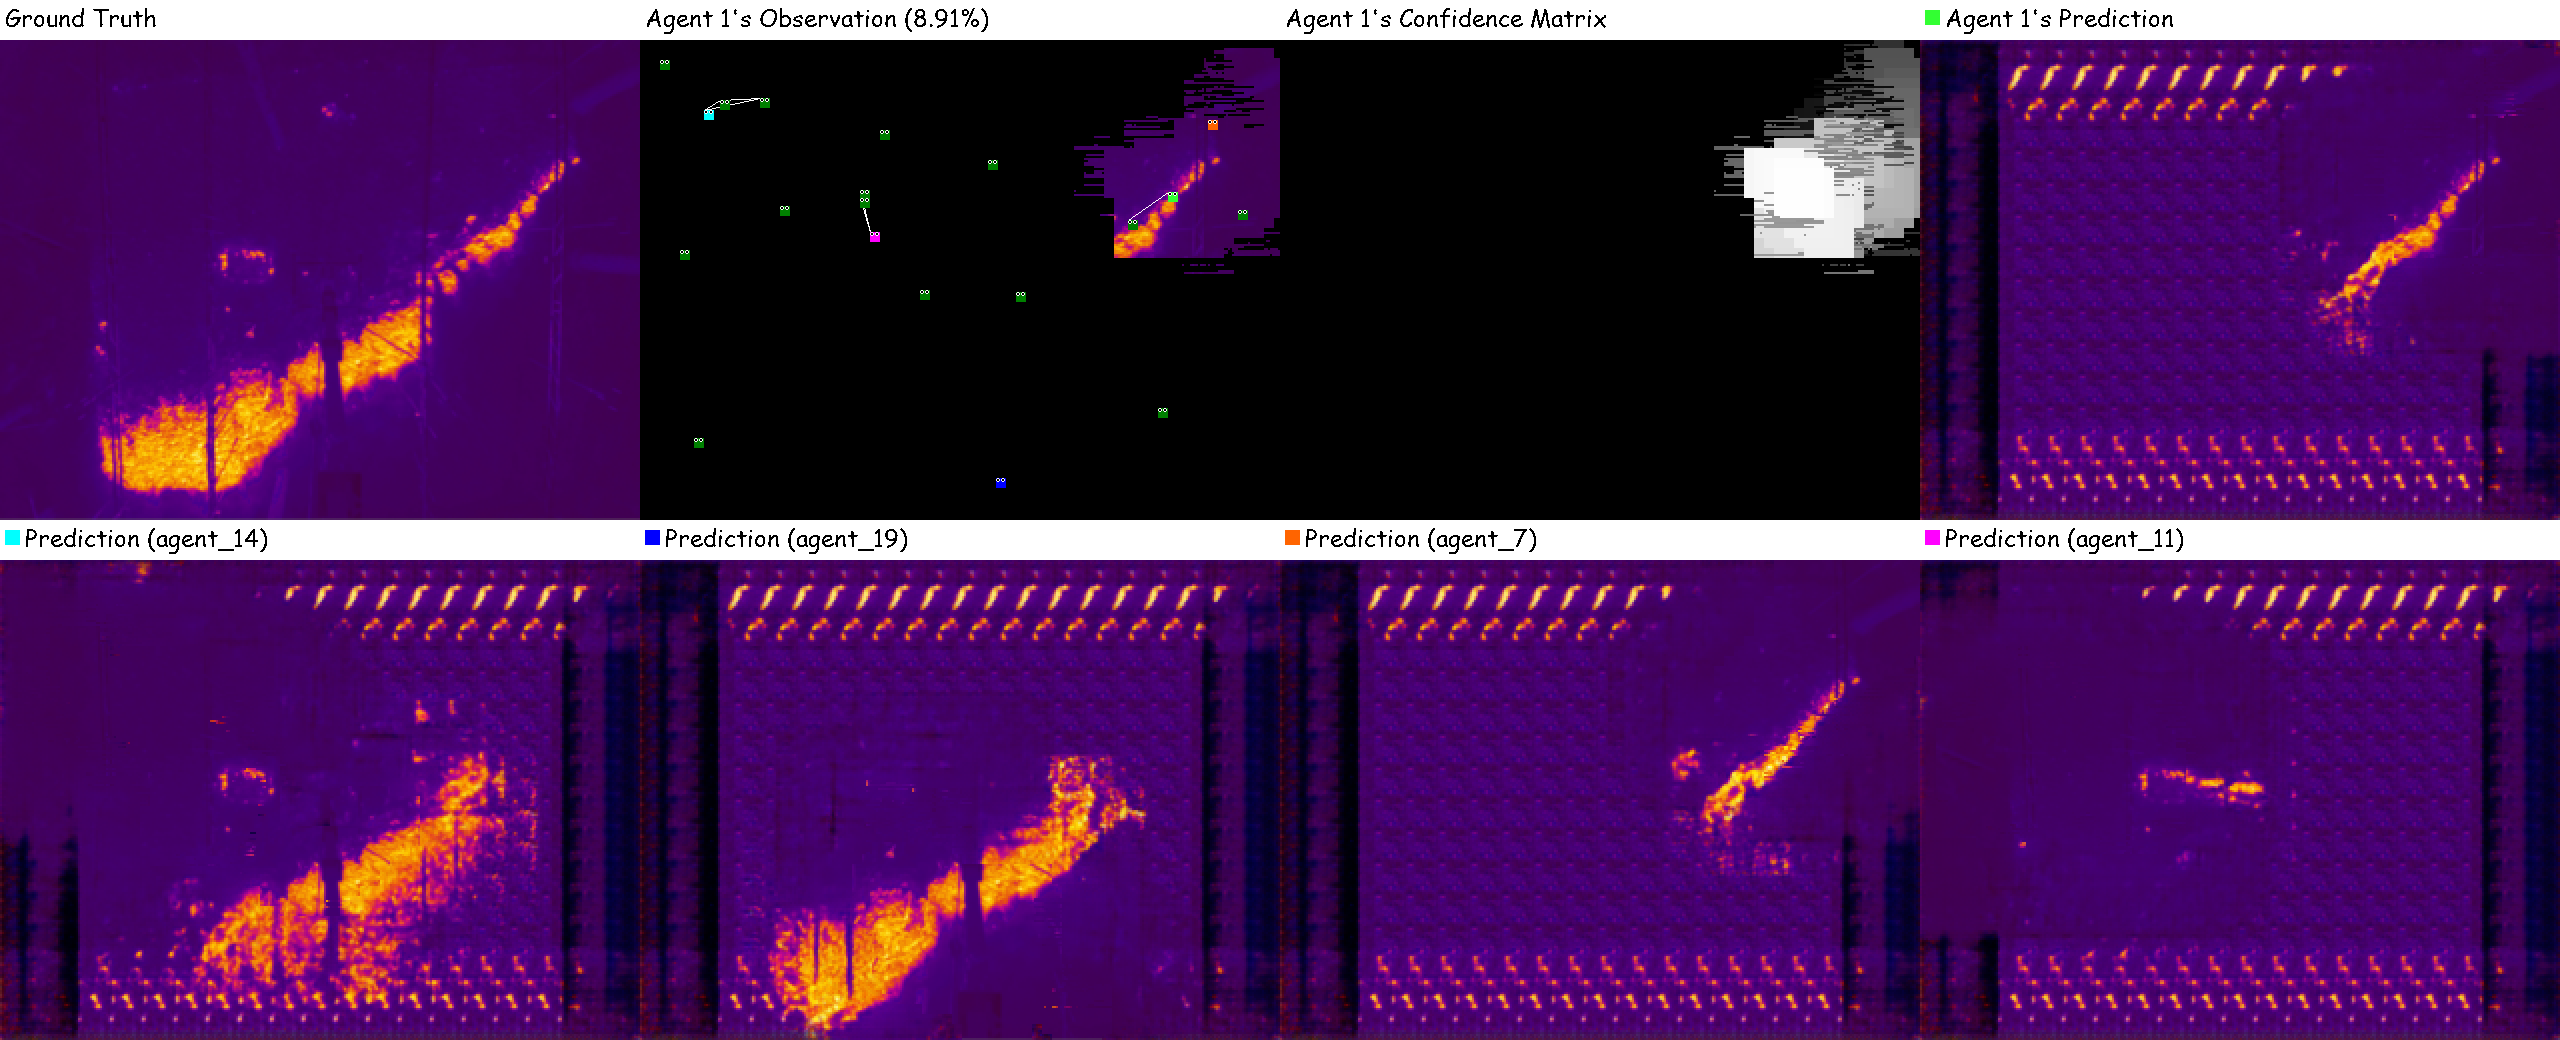 Ground Truth
Agent 1's Observation (8.91%)
Agent 1's Confidence Matrix
Agent 1's Prediction
Prediction (agent_14)
Prediction (agent_19)
Prediction (agent_7)
Prediction (agent_11)